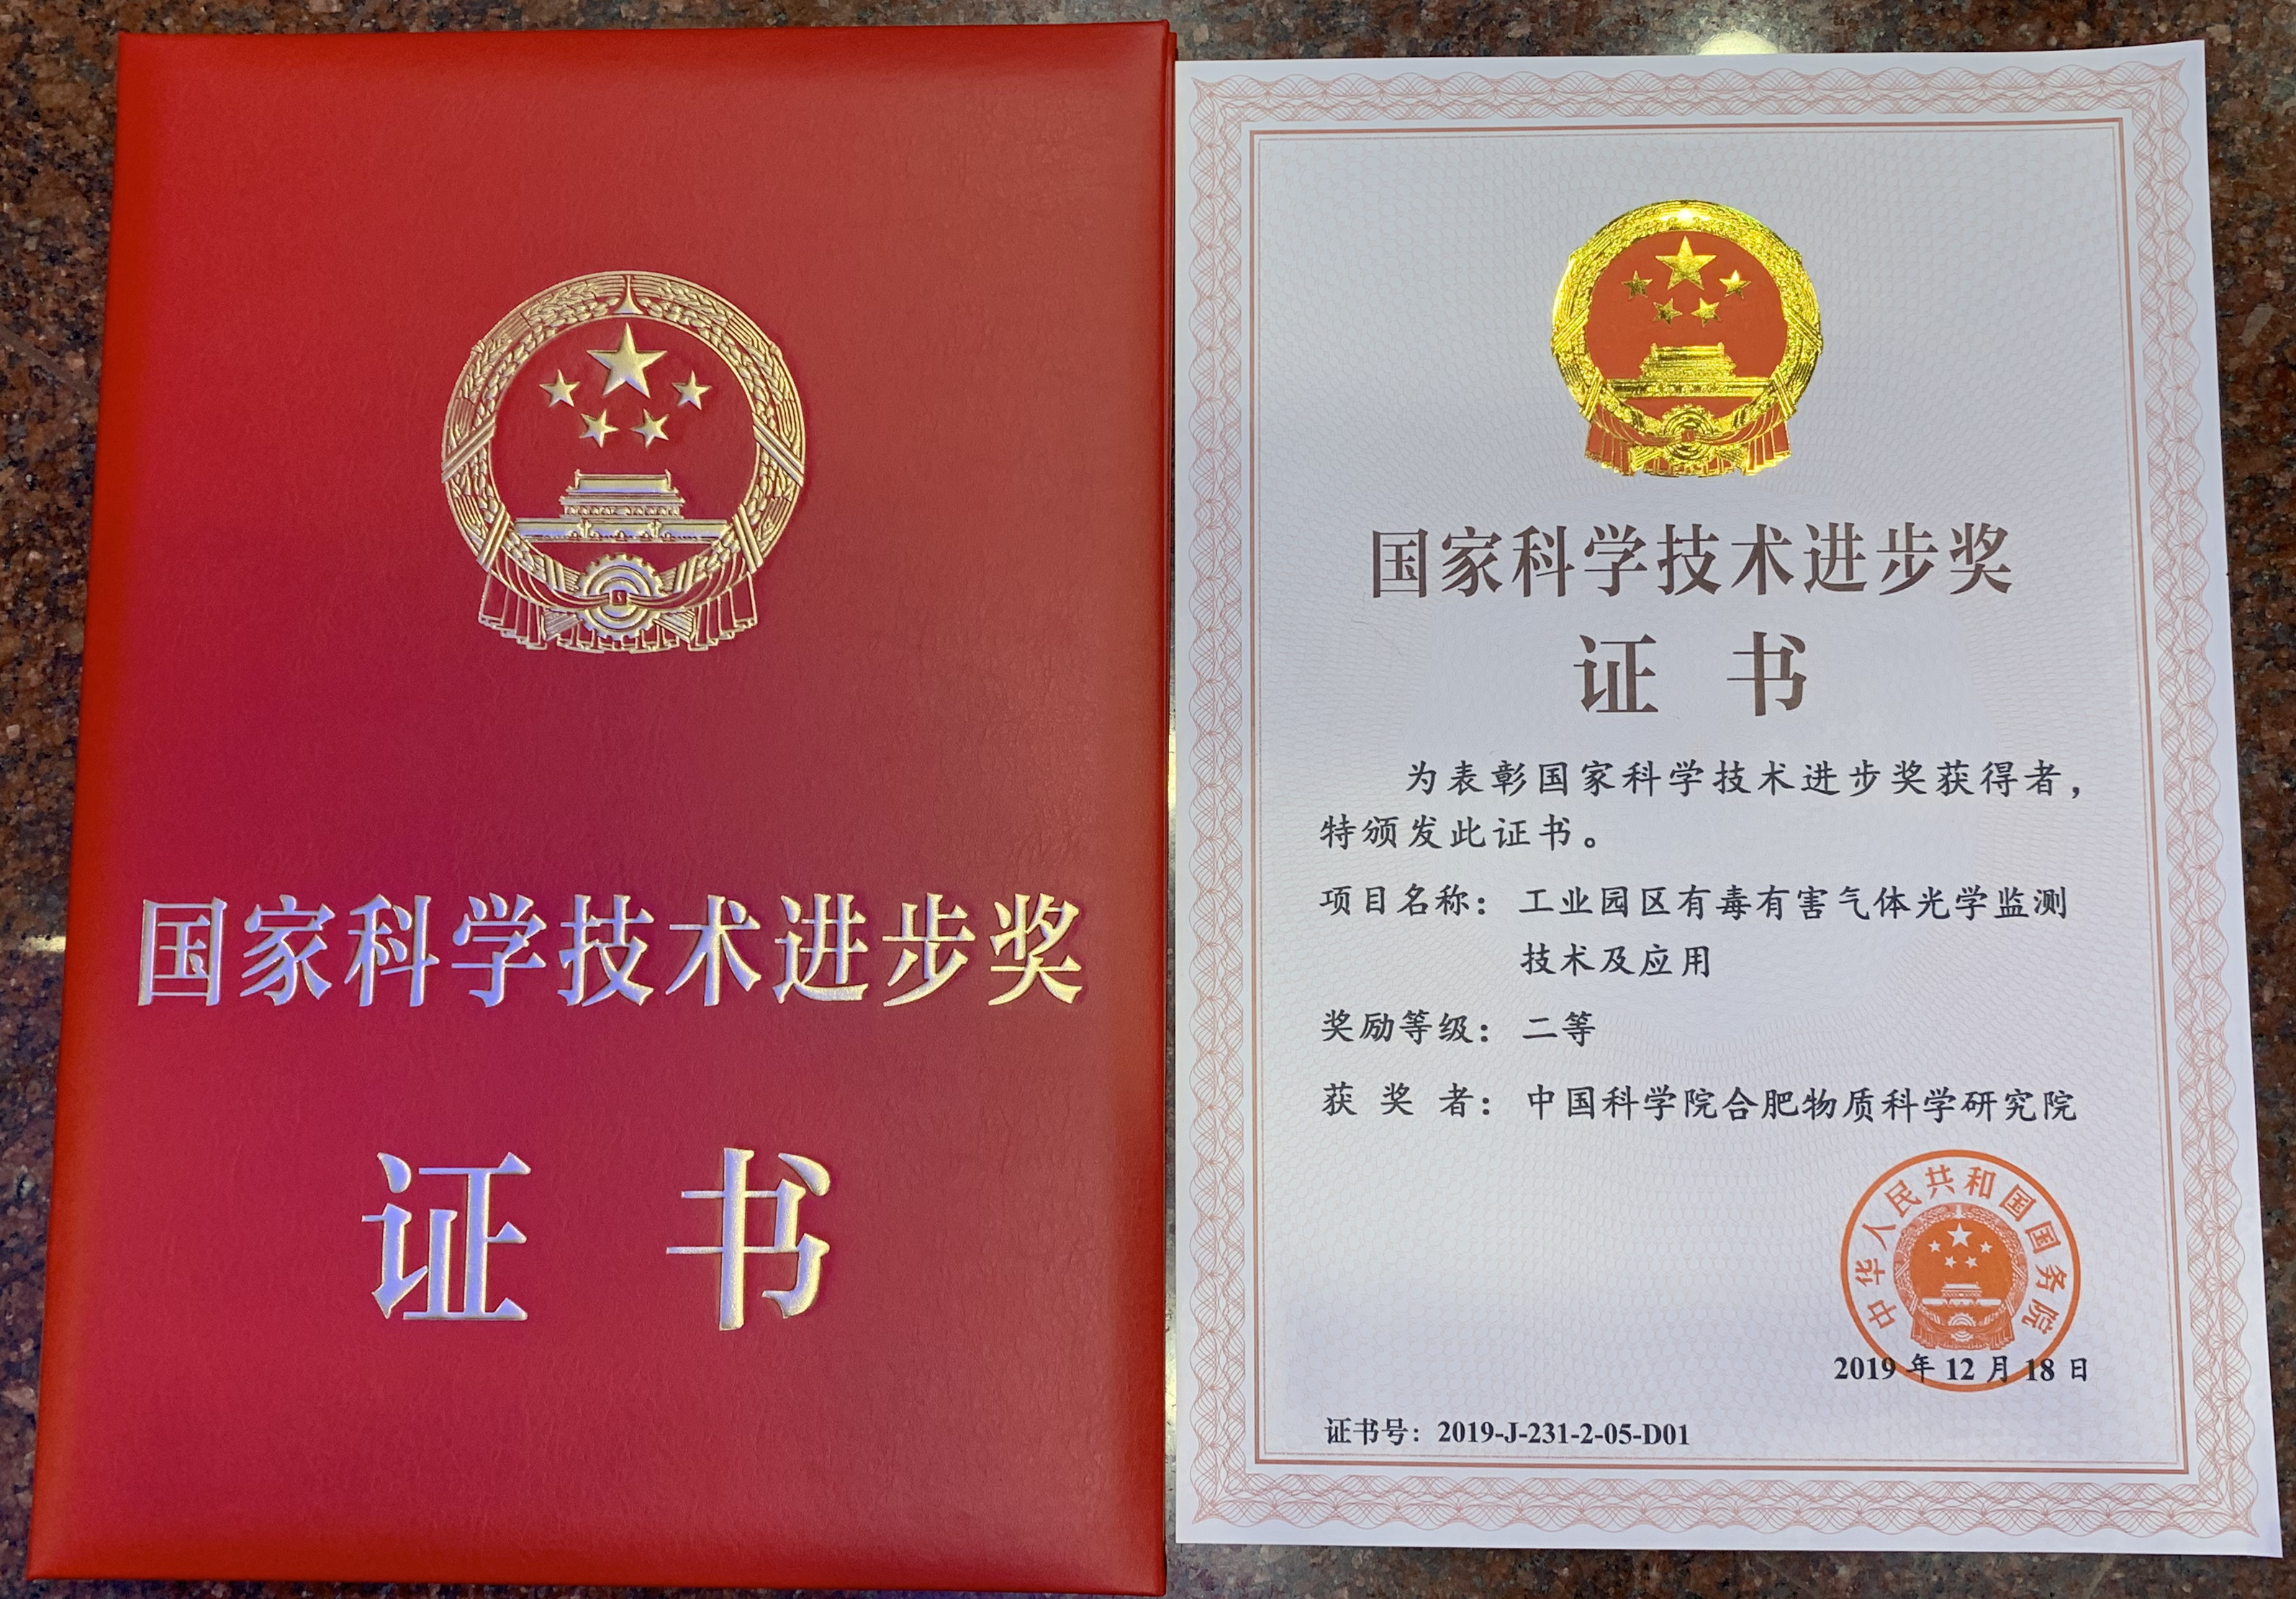 国家科学技术进步奖
证 书
国家科学技术进步奖
证 书
为表彰国家科学技术进步奖获得者，
特颁发此证书。
项目名称： 工业园区有毒有害气体光学监测
技术及应用
奖励等级： 二等
获 奖 者： 中国科学院合肥物质科学研究院
中华人民共和国国务院
2019 年 12 月 18 日
证书号： 2019-J-231-2-05-D01